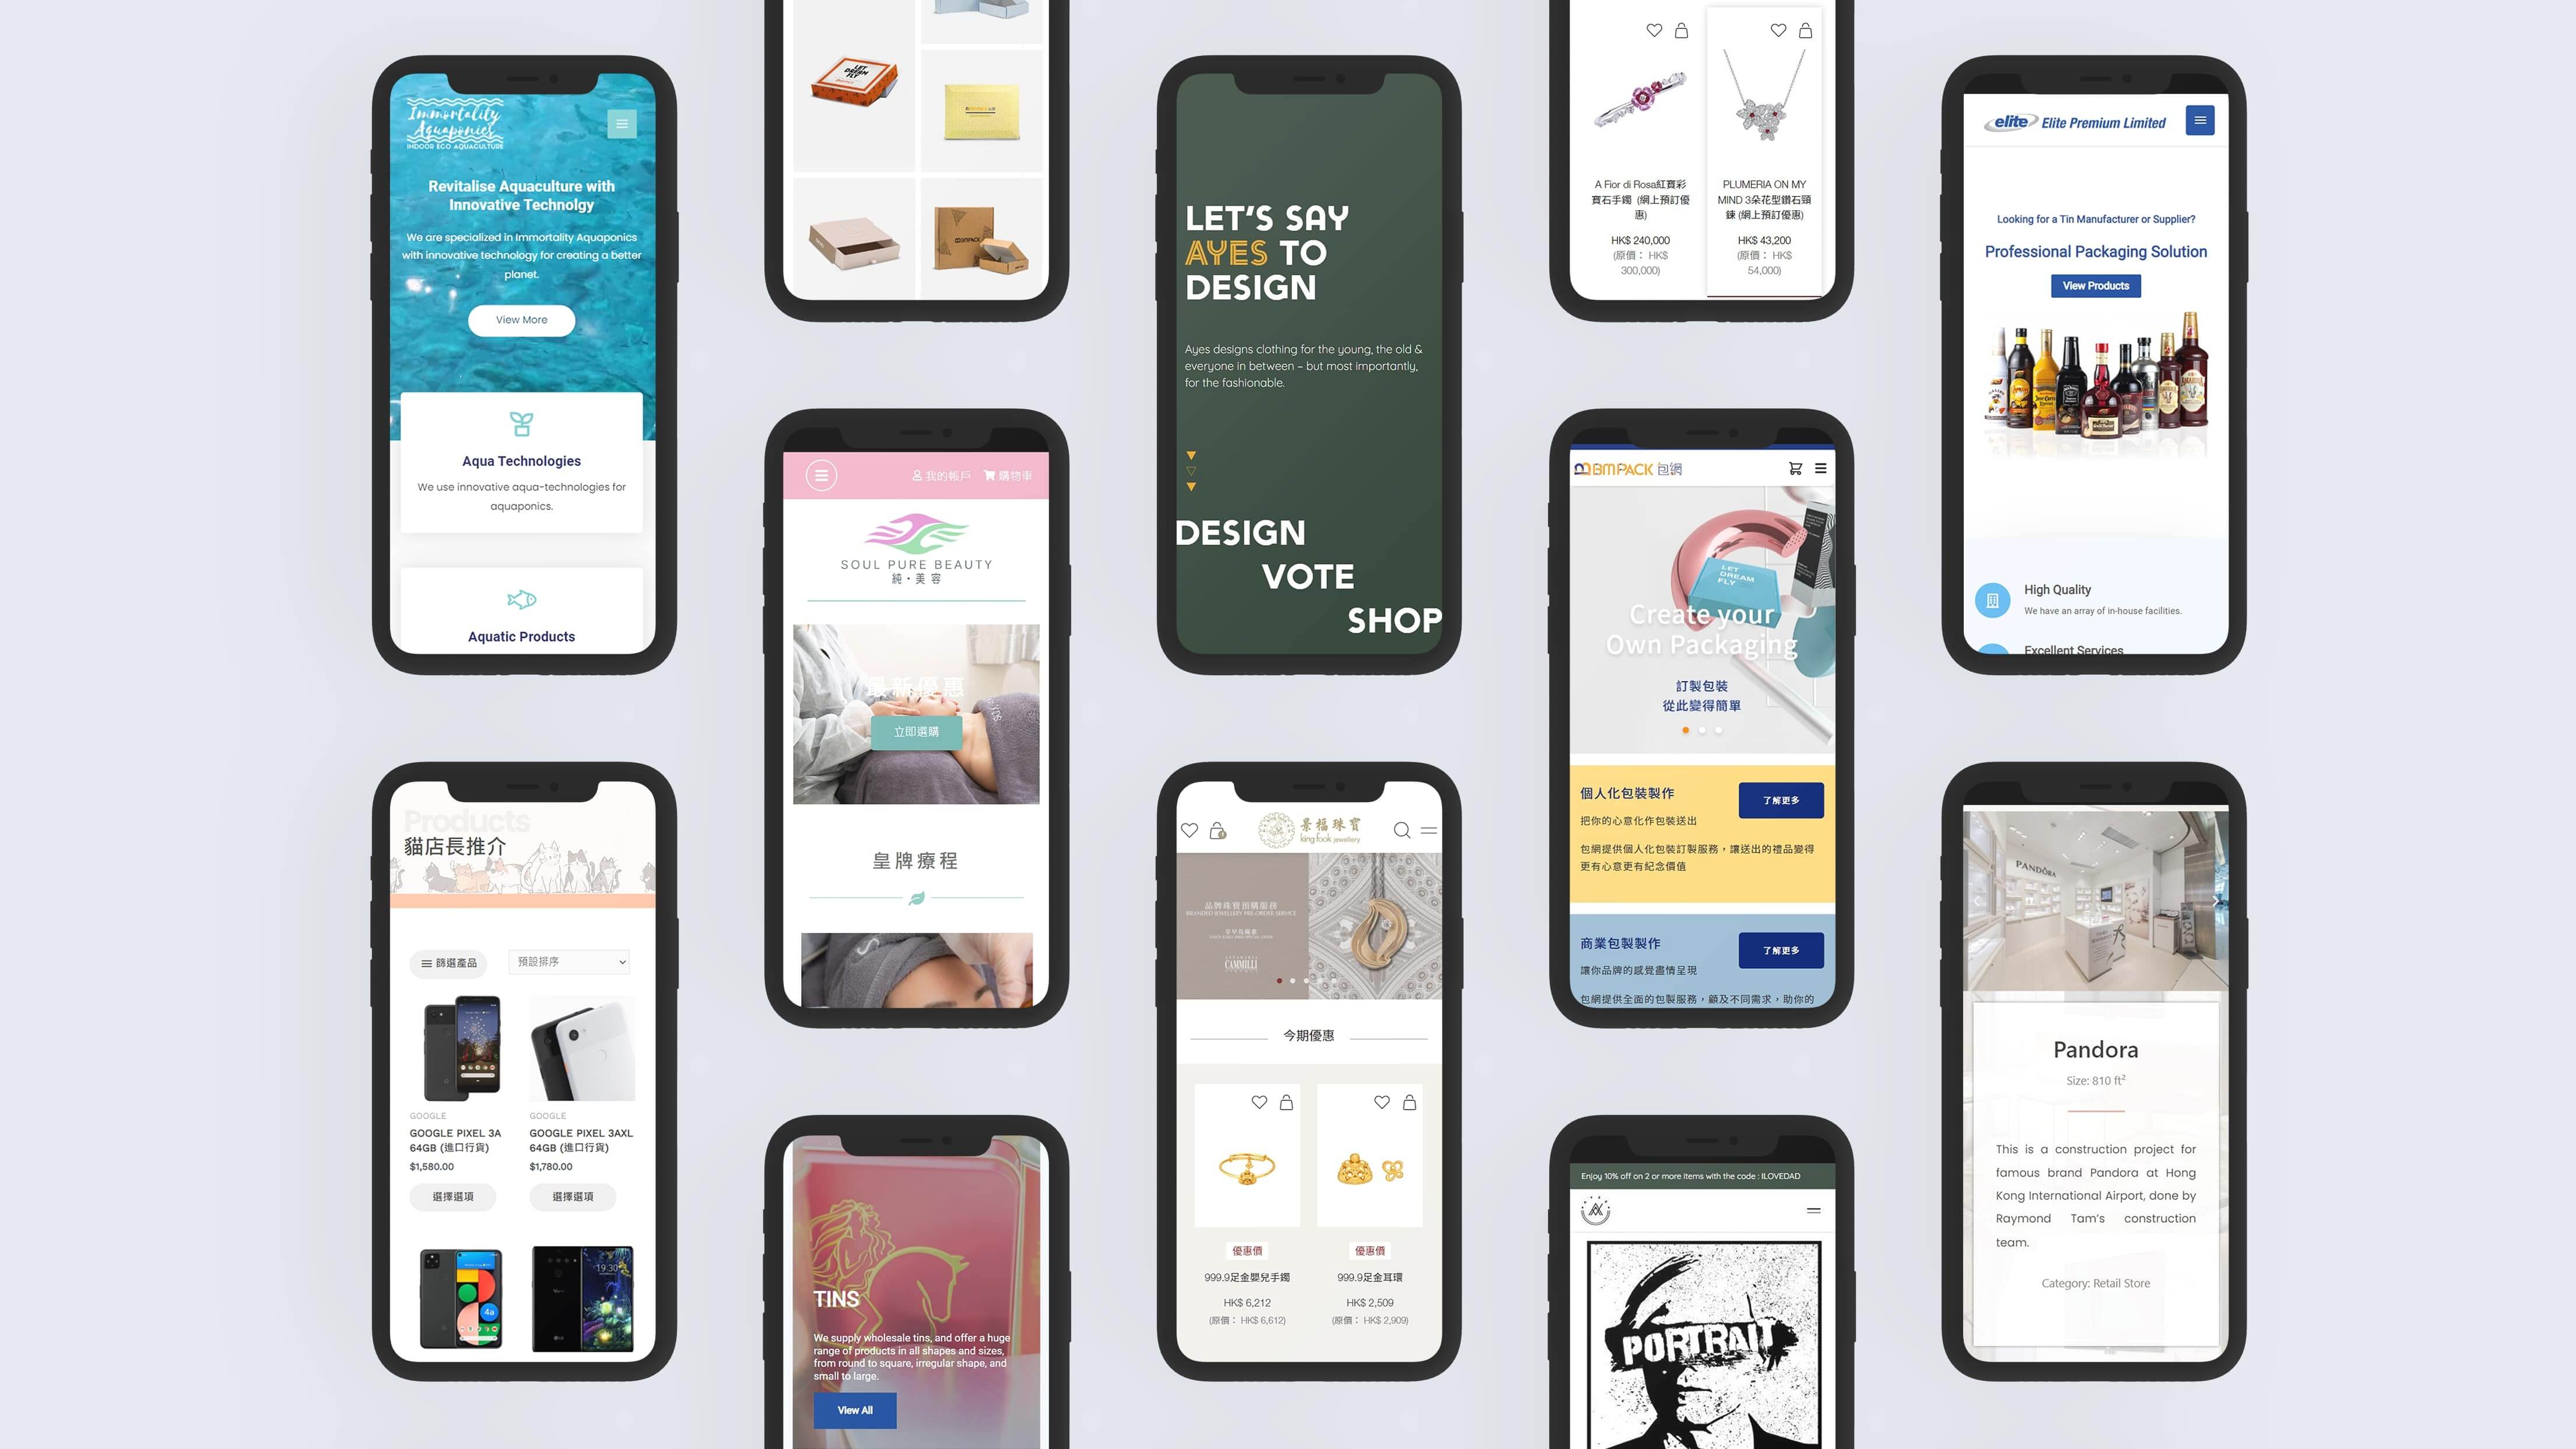 Immortality
Aquaponics
INDOOR ECO AQUACULTURE
Revitalise Aquaculture with
Innovative Technolgy
We are specialized in Immortality Aquaponics
with innovative technology for creating a better
planet.
View More
Aqua Technologies
We use innovative aqua-technologies for
aquaponics.
Aquatic Products
Products
貓店長推介
篩選產品
預設排序
GOOGLE
GOOGLE PIXEL 3A
64GB (進口行貨)
$1,580.00
選擇選項
GOOGLE
GOOGLE PIXEL 3AXL
64GB (進口行貨)
$1,780.00
選擇選項
4a
19:30
LET
DREAM
FLY
BMPACK
我的帳戶
購物車
SOUL PURE BEAUTY
純•美容
最新優惠
立即選購
皇牌療程
TINS
We supply wholesale tins, and offer a huge
range of products in all shapes and sizes,
from round to square, irregular shape, and
small to large.
View All
LET'S SAY
AYES TO
DESIGN
Ayes designs clothing for the young, the old &
everyone in between – but most importantly,
for the fashionable.
DESIGN
VOTE
SHOP
景福珠寶
king fook jewellery
品牌珠寶預購服務
BRANDED JEWELLERY PRE-ORDER SERVICE
CAMMILLI
今期優惠
優惠價
999.9足金嬰兒手鐲
HK$ 6,212
(原價： HK$ 6,612)
優惠價
999.9足金耳環
HK$ 2,509
(原價： HK$ 2,909)
A Fior di Rosa紅寶彩
寶石手鐲 (網上預訂優
惠)
HK$ 240,000
(原價： HK$
300,000)
PLUMERIA ON MY
MIND 3朵花型鑽石頸
鍊 (網上預訂優惠)
HK$ 43,200
(原價： HK$
54,000)
BMPACK 包網
LET
DREAM
FLY
Create your
Own Packaging
訂製包裝
從此變得簡單
個人化包裝製作
了解更多
把你的心意化作包裝送出
包網提供個人化包裝訂製服務，讓送出的禮品變得
更有心意更有紀念價值
商業包製製作
了解更多
讓你品牌的感覺盡情呈現
包網提供全面的包製服務，顧及不同需求，助你的
Enjoy 10% off on 2 or more items with the code : ILOVEDAD
PORTRAIT
elite
Elite Premium Limited
Looking for a Tin Manufacturer or Supplier?
Professional Packaging Solution
View Products
High Quality
We have an array of in-house facilities.
Excellent Services
PANDÖRA
Pandora
Size: 810 ft²
This is a construction project for
famous brand Pandora at Hong
Kong International Airport, done by
Raymond Tam's construction
team.
Category: Retail Store